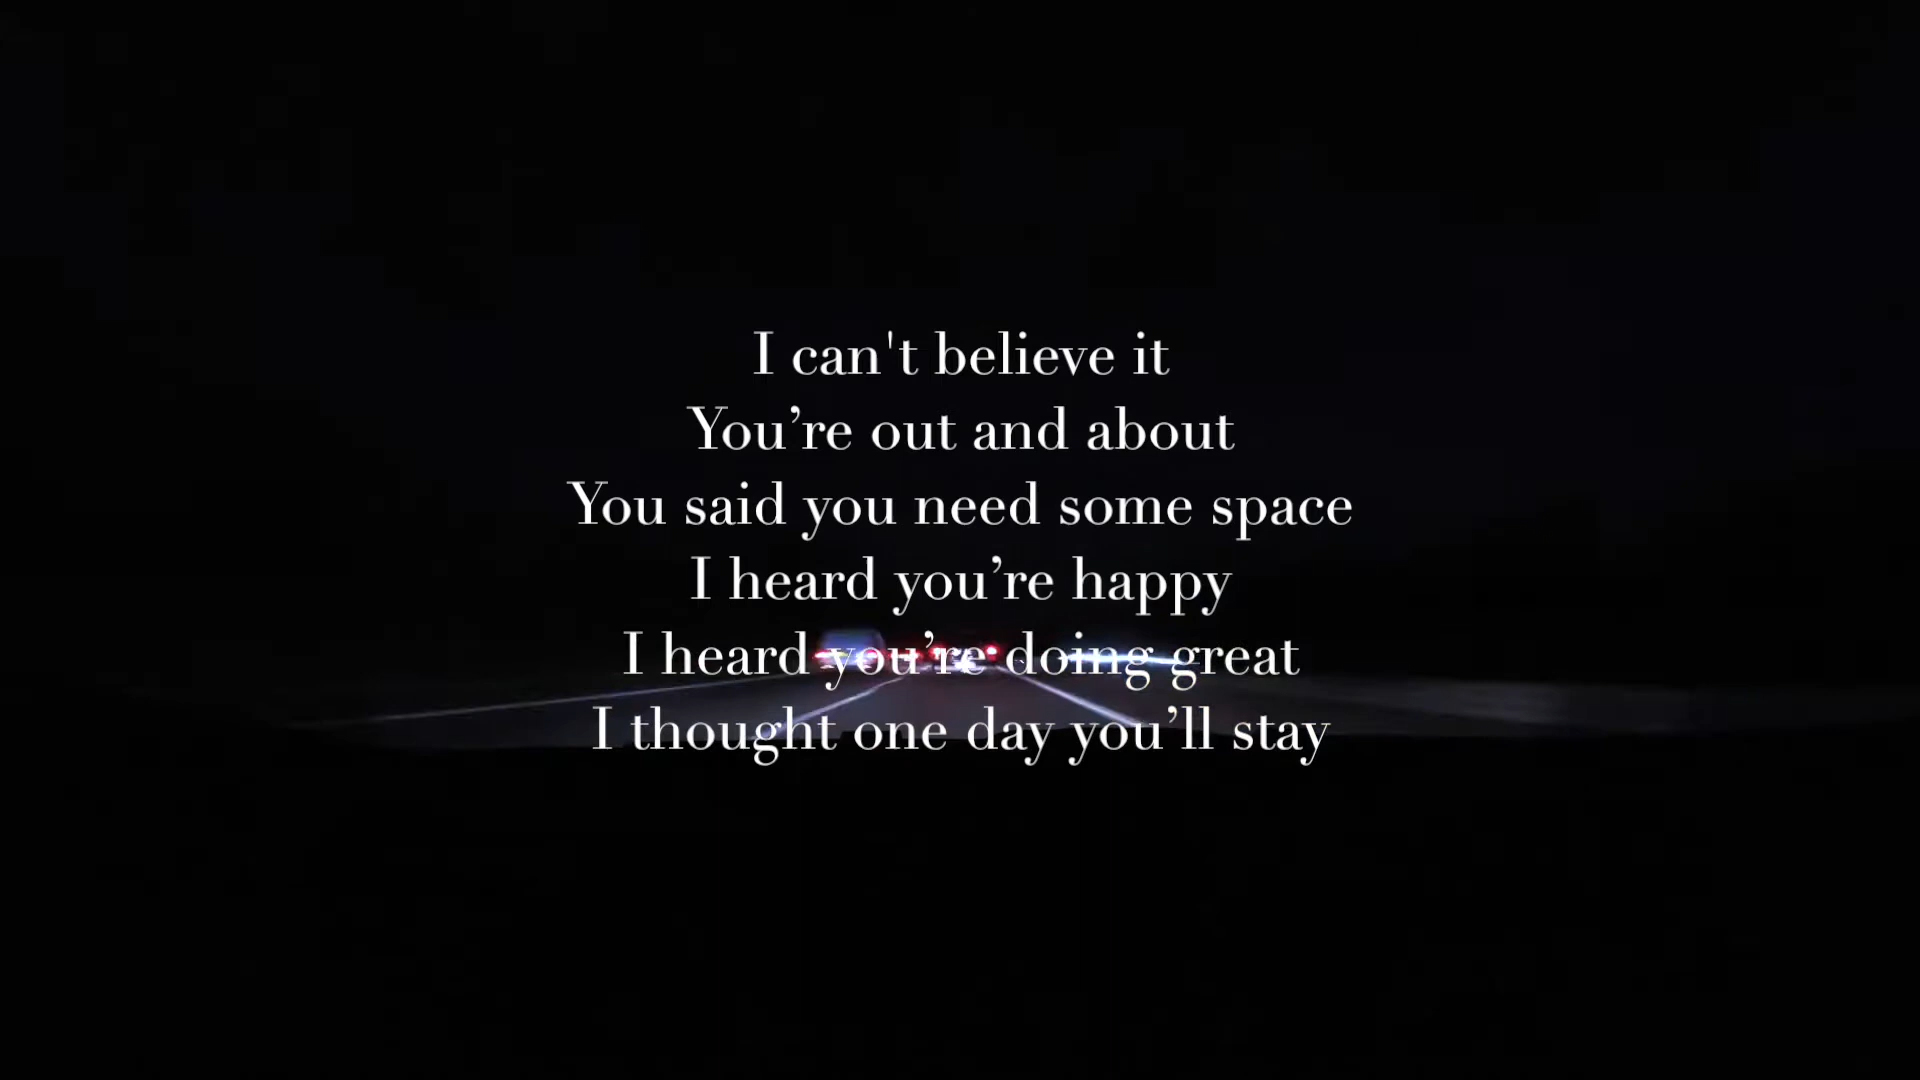 I can't believe it
You’re out and about
You said you need some space
I heard you’re happy
I heard you’re doing great
I thought one day you’ll stay